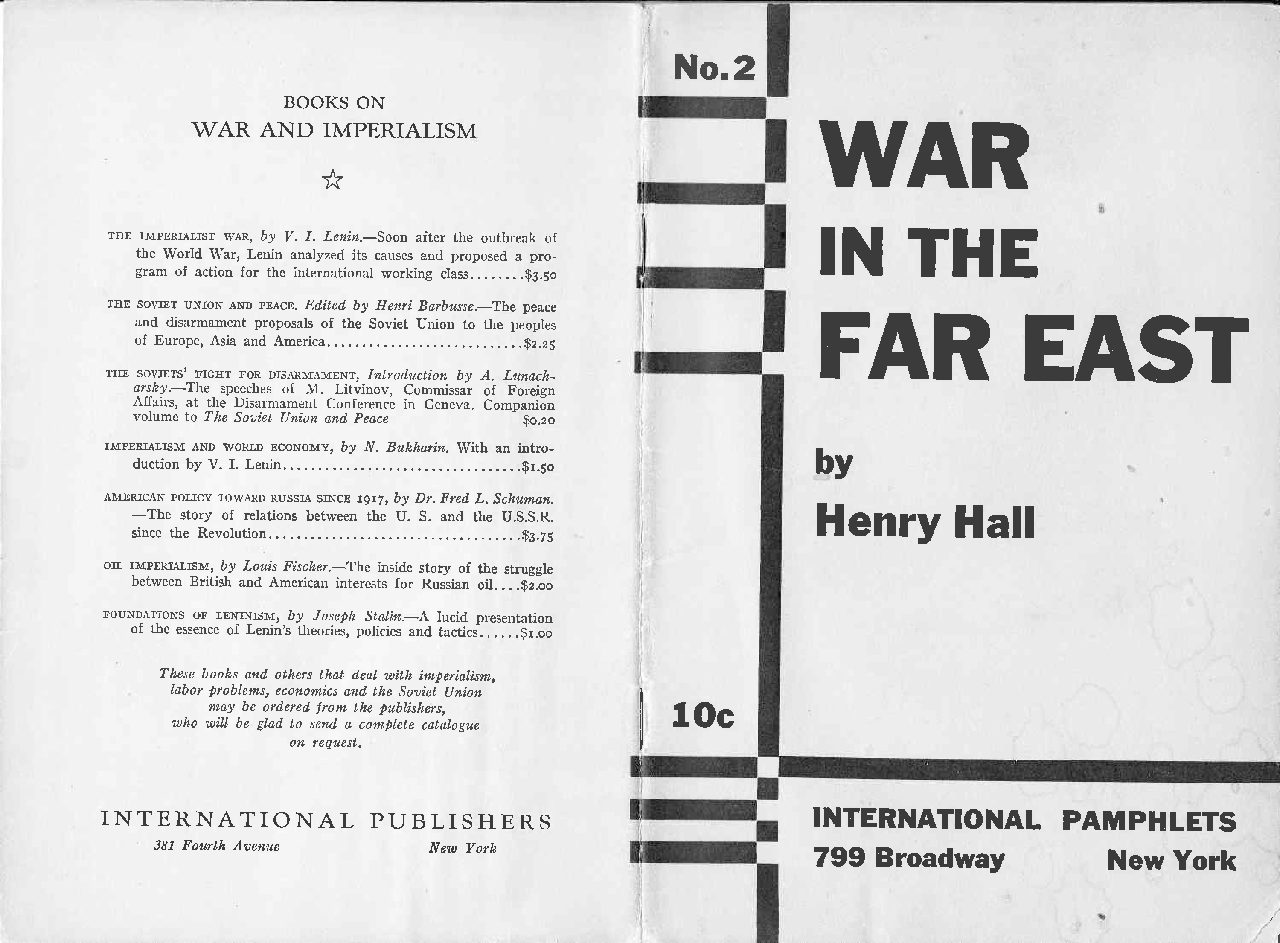 BOOKS ON
WAR AND IMPERIALISM
THE IMPERIALIST WAR, by V. I. Lenin.—Soon after the outbreak of
the World War, Lenin analyzed its causes and proposed a pro-
gram of action for the international working class........$3.50
THE SOVIET UNION AND PEACE. Edited by Henri Barbusse.—The peace
and disarmament proposals of the Soviet Union to the peoples
of Europe, Asia and America............................$2.25
THE SOVIETS' FIGHT FOR DISARMAMENT, Introduction by A. Lunach-
arsky.—The speeches of M. Litvinov, Commissar of Foreign
Affairs, at the Disarmament Conference in Geneva. Companion
volume to The Soviet Union and Peace $0.20
IMPERIALISM AND WORLD ECONOMY, by N. Bukharin. With an intro-
duction by V. I. Lenin..................................$1.50
AMERICAN POLICY TOWARD RUSSIA SINCE 1917, by Dr. Fred L. Schuman.
—The story of relations between the U. S. and the U.S.S.R.
since the Revolution....................................$3.75
OIL IMPERIALISM, by Louis Fischer.—The inside story of the struggle
between British and American interests for Russian oil....$2.00
FOUNDATIONS OF LENINISM, by Joseph Stalin.—A lucid presentation
of the essence of Lenin's theories, policies and tactics......$1.00
These books and others that deal with imperialism,
labor problems, economics and the Soviet Union
may be ordered from the publishers,
who will be glad to send a complete catalogue
on request.
INTERNATIONAL PUBLISHERS
381 Fourth Avenue New York
No. 2
WAR
IN THE
FAR EAST
by
Henry Hall
10c
INTERNATIONAL PAMPHLETS
799 Broadway New York